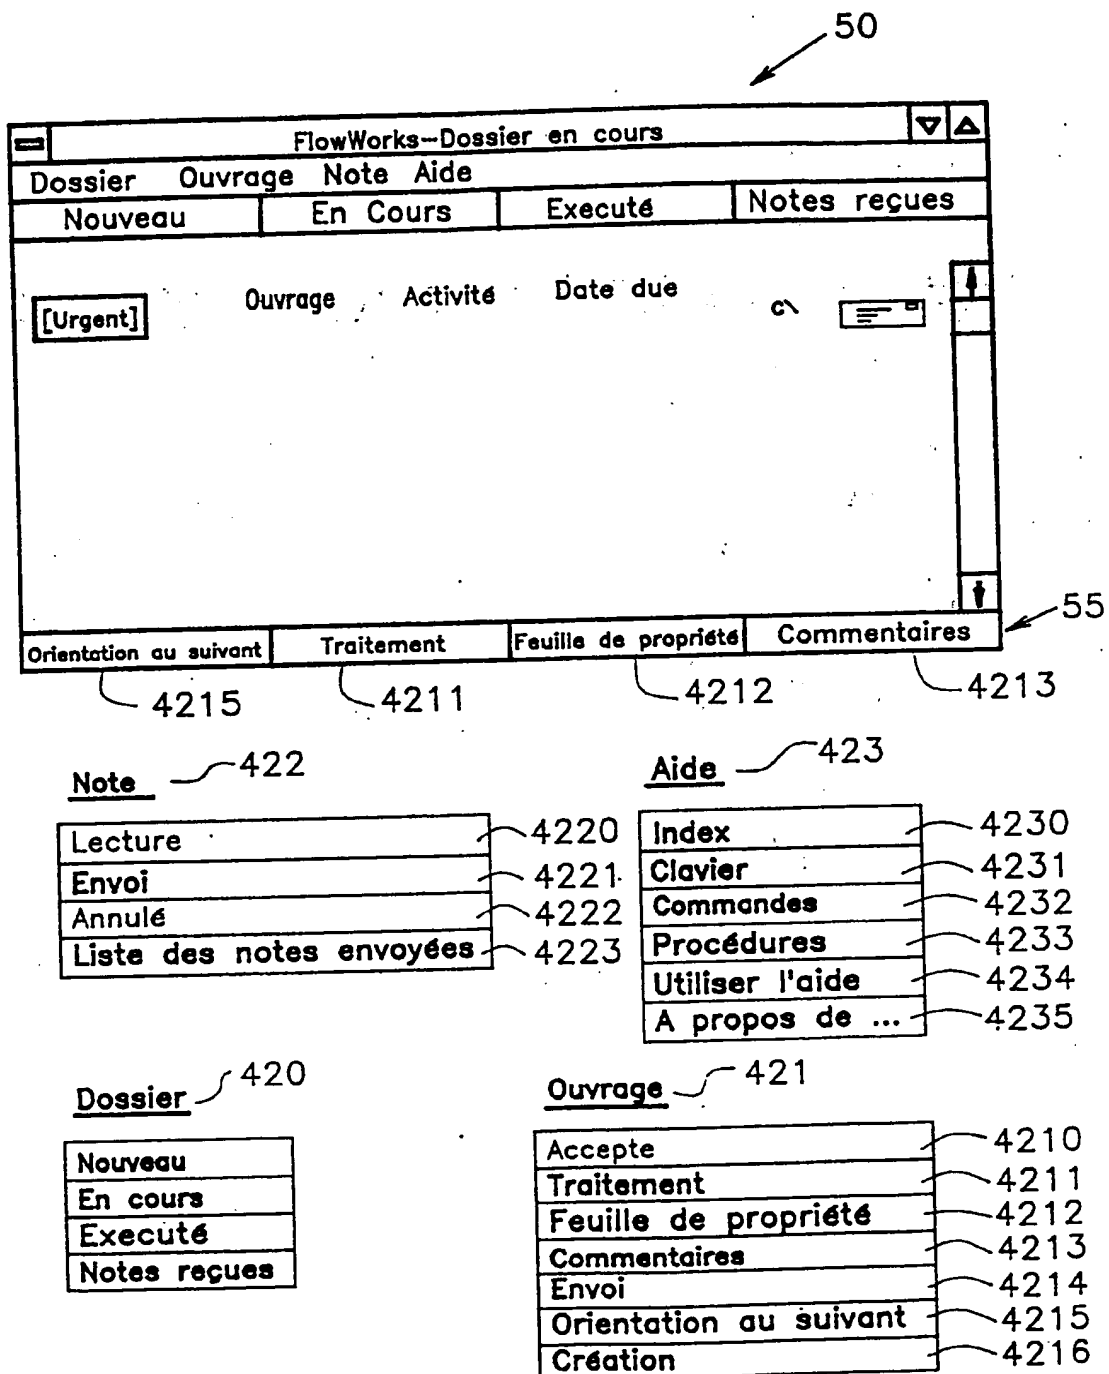 50
FlowWorks-Dossier en cours
Dossier Ouvrage Note Aide
Nouveau En Cours Executé Notes reçues
[Urgent] Ouvrage Activité Date due c\
55
Orientation au suivant Traitement Feuille de propriété Commentaires
4215 4211 4212 4213
Note 422
Lecture 4220
Envoi 4221
Annulé 4222
Liste des notes envoyées 4223
Aide 423
Index 4230
Clavier 4231
Commandes 4232
Procédures 4233
Utiliser l'aide 4234
A propos de ... 4235
Dossier 420
Nouveau
En cours
Executé
Notes reçues
Ouvrage 421
Accepte 4210
Traitement 4211
Feuille de propriété 4212
Commentaires 4213
Envoi 4214
Orientation au suivant 4215
Création 4216